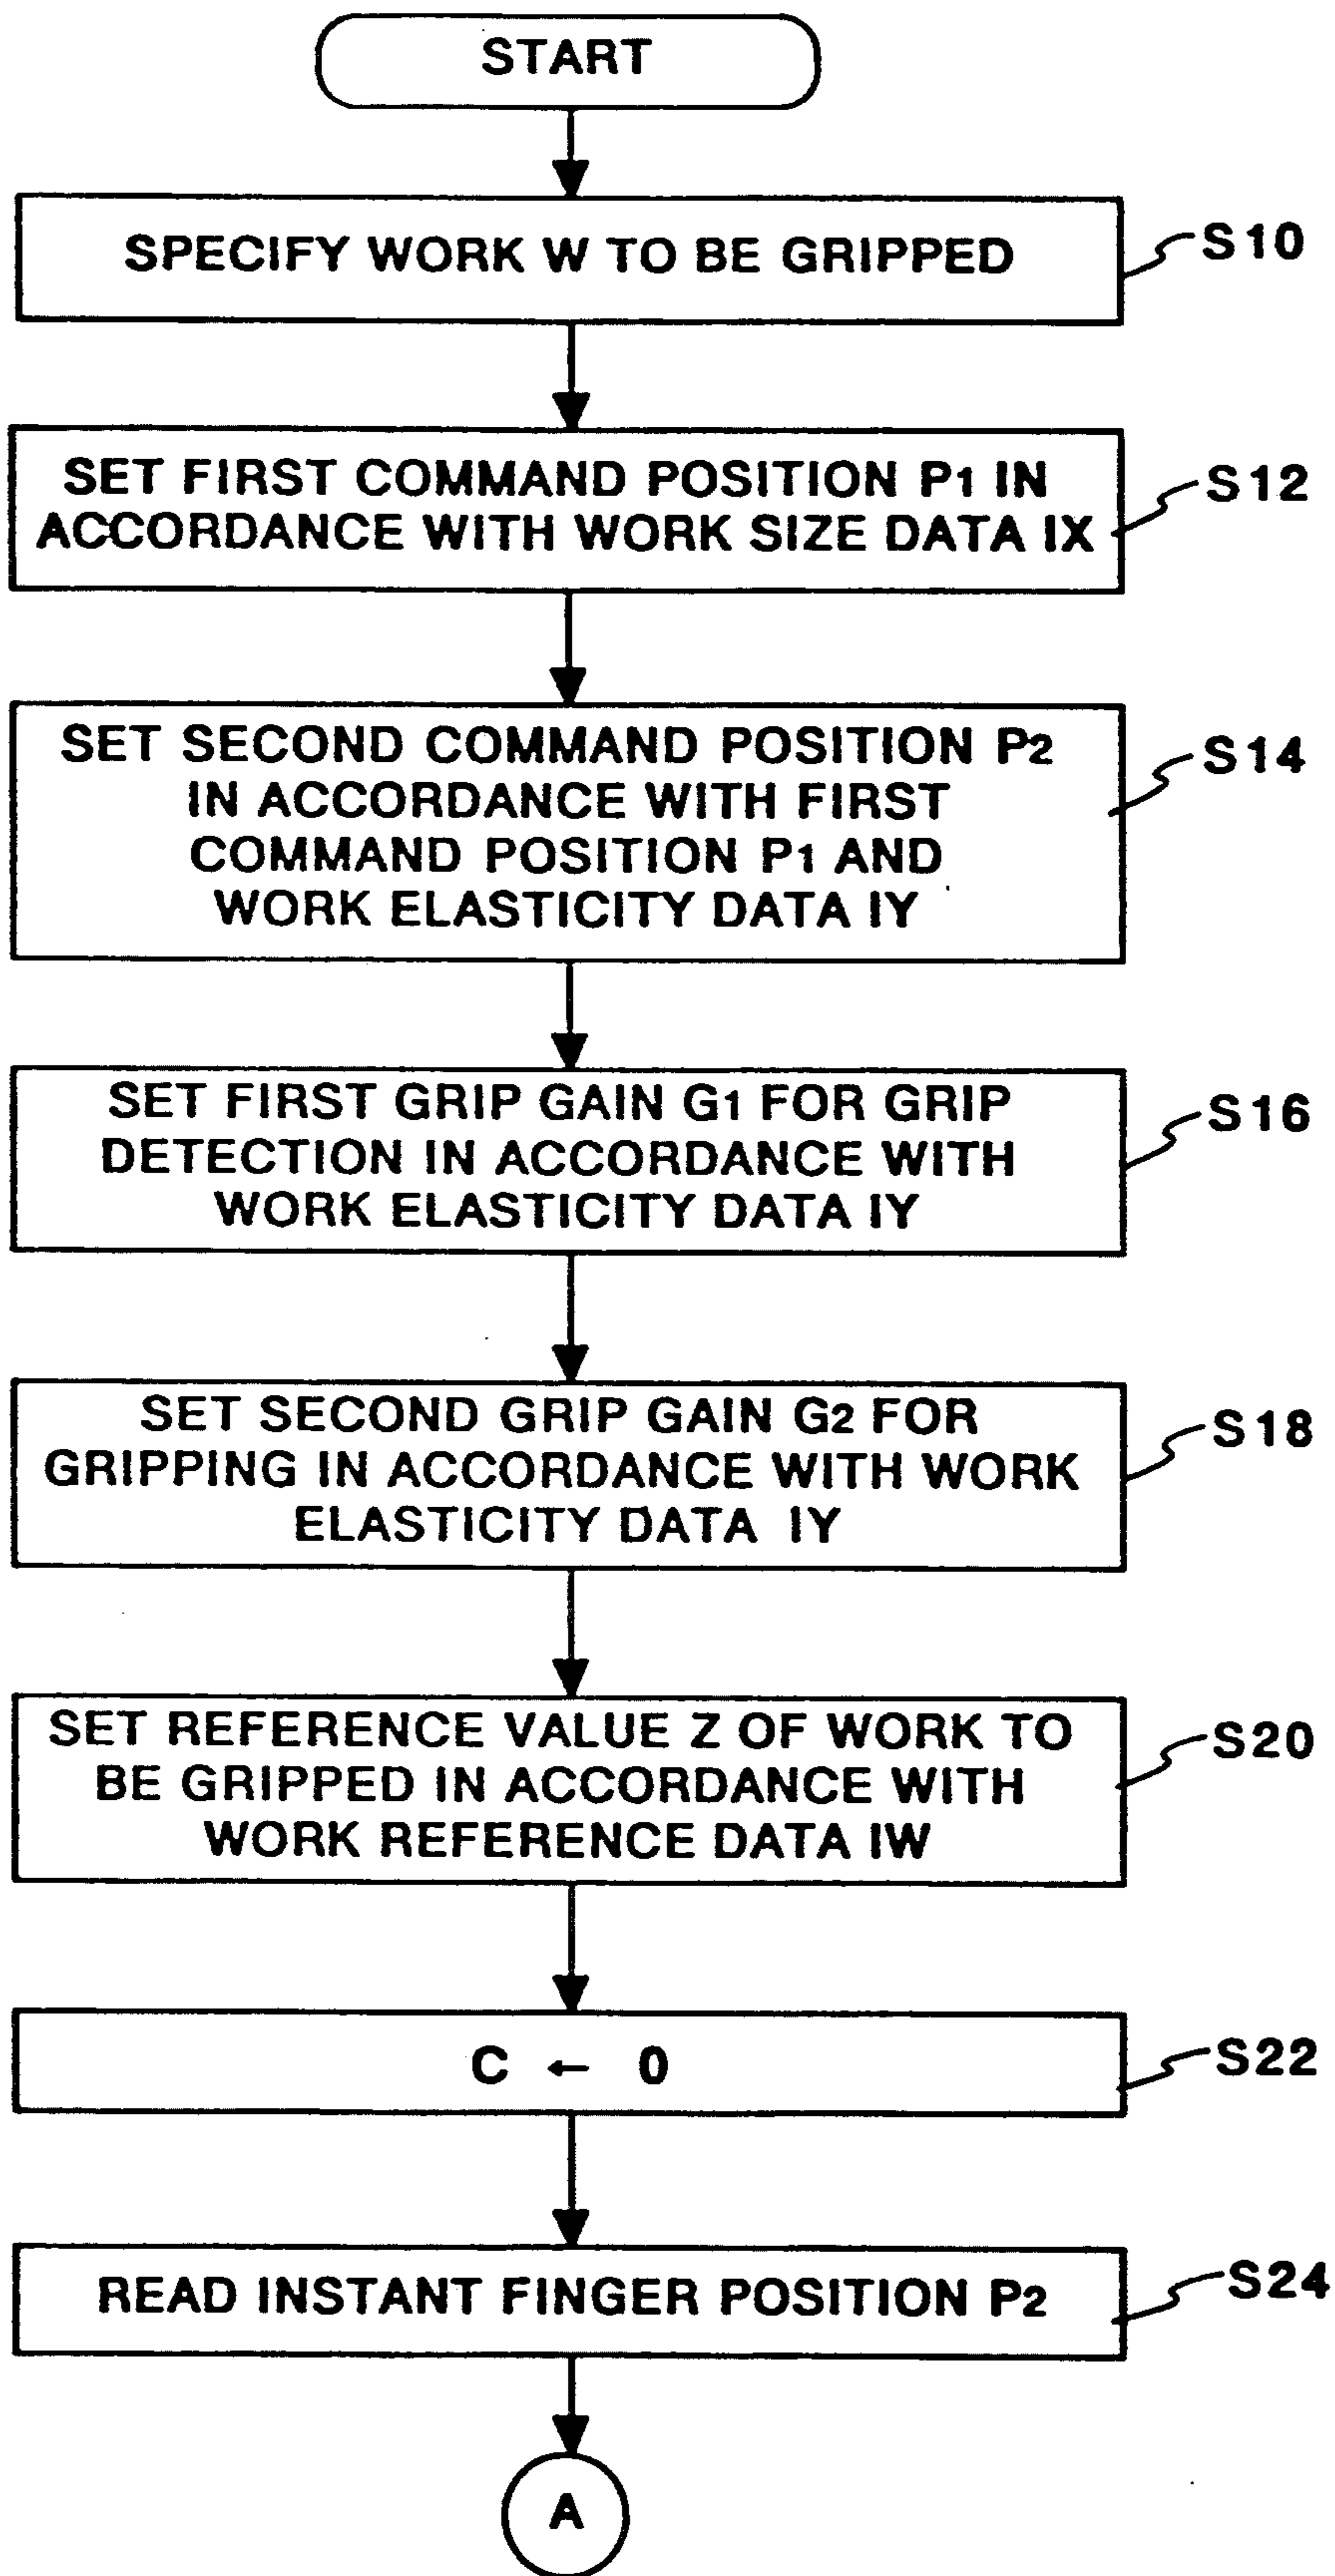 START
SPECIFY WORK W TO BE GRIPPED
S10
SET FIRST COMMAND POSITION P1 IN
ACCORDANCE WITH WORK SIZE DATA IX
S12
SET SECOND COMMAND POSITION P2
IN ACCORDANCE WITH FIRST
COMMAND POSITION P1 AND
WORK ELASTICITY DATA IY
S14
SET FIRST GRIP GAIN G1 FOR GRIP
DETECTION IN ACCORDANCE WITH
WORK ELASTICITY DATA IY
S16
SET SECOND GRIP GAIN G2 FOR
GRIPPING IN ACCORDANCE WITH WORK
ELASTICITY DATA IY
S18
SET REFERENCE VALUE Z OF WORK TO
BE GRIPPED IN ACCORDANCE WITH
WORK REFERENCE DATA IW
S20
C ← 0
S22
READ INSTANT FINGER POSITION P2
S24
A